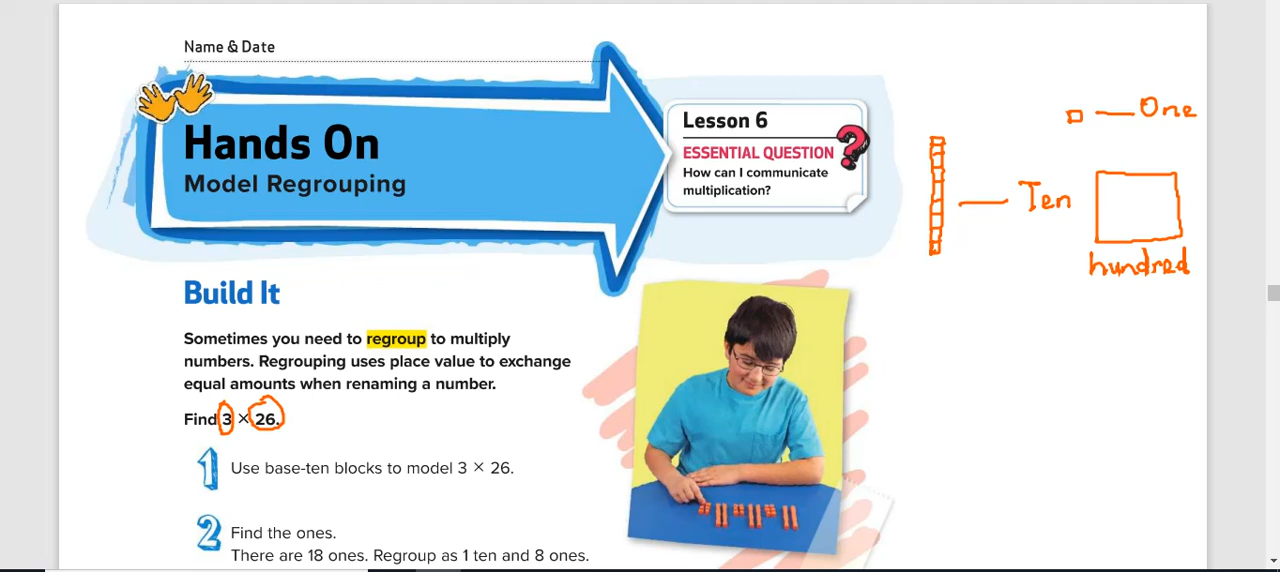 Name & Date
Hands On
Model Regrouping
Lesson 6
ESSENTIAL QUESTION
How can I communicate
multiplication?
?
One
Ten
hundred
Build It
Sometimes you need to regroup to multiply
numbers. Regrouping uses place value to exchange
equal amounts when renaming a number.
Find 3 × 26.
1 Use base-ten blocks to model 3 × 26.
2 Find the ones.
There are 18 ones. Regroup as 1 ten and 8 ones.